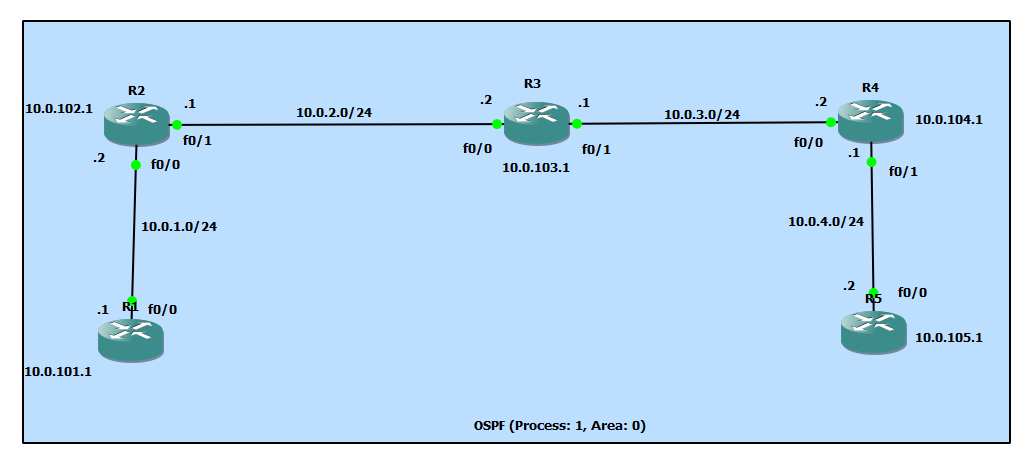 R2
10.0.102.1
.1
f0/1
.2
f0/0
10.0.2.0/24
R3
.2
.1
f0/0
f0/1
10.0.103.1
10.0.3.0/24
R4
.2
10.0.104.1
f0/0
.1
f0/1
10.0.1.0/24
10.0.4.0/24
.1
R1
f0/0
10.0.101.1
.2
R5
f0/0
10.0.105.1
OSPF (Process: 1, Area: 0)